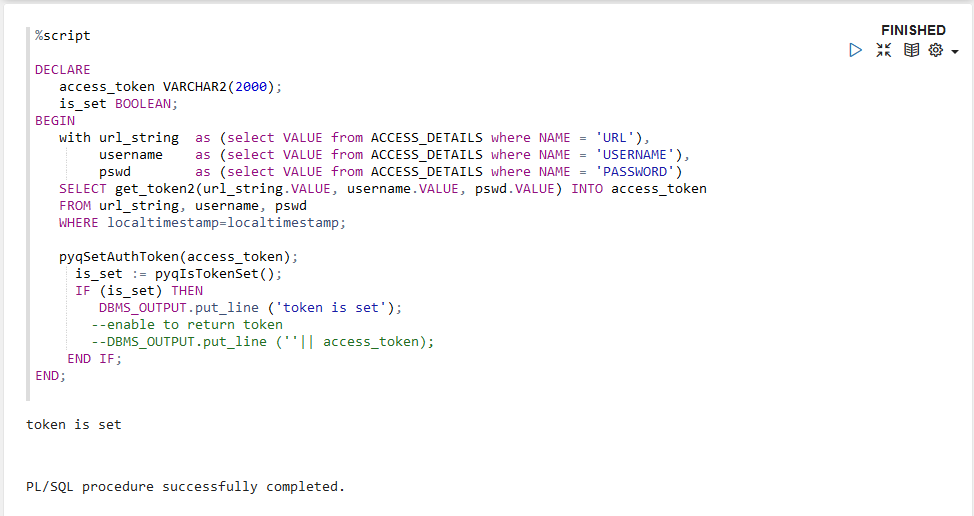 FINISHED
%script
DECLARE
   access_token VARCHAR2(2000);
   is_set BOOLEAN;
BEGIN
   with url_string  as (select VALUE from ACCESS_DETAILS where NAME = 'URL'),
        username    as (select VALUE from ACCESS_DETAILS where NAME = 'USERNAME'),
        pswd        as (select VALUE from ACCESS_DETAILS where NAME = 'PASSWORD')
   SELECT get_token2(url_string.VALUE, username.VALUE, pswd.VALUE) INTO access_token
   FROM url_string, username, pswd
   WHERE localtimestamp=localtimestamp;
   pyqSetAuthToken(access_token);
     is_set := pyqIsTokenSet();
     IF (is_set) THEN
        DBMS_OUTPUT.put_line ('token is set');
       --enable to return token
       --DBMS_OUTPUT.put_line (''|| access_token);
    END IF;
END;
token is set
PL/SQL procedure successfully completed.